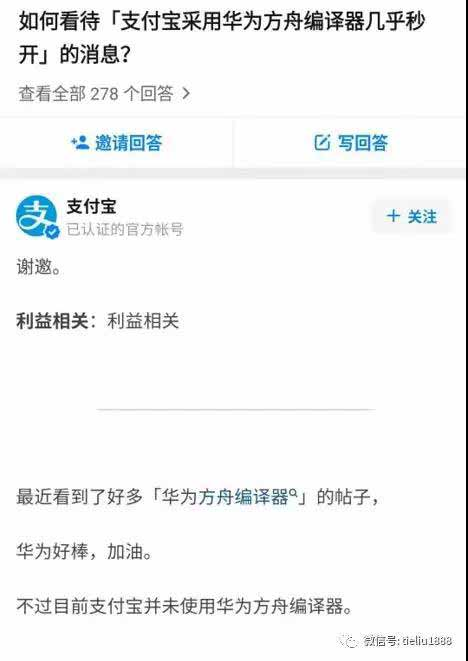 如何看待「支付宝采用华为方舟编译器几乎秒
开」的消息？
查看全部 278 个回答
邀请回答
写回答
支付宝
已认证的官方帐号
+ 关注
谢邀。
利益相关：利益相关
最近看到了好多「华为方舟编译器」的帖子，
华为好棒，加油。
不过目前支付宝并未使用华为方舟编译器。
微信号: deliu1888